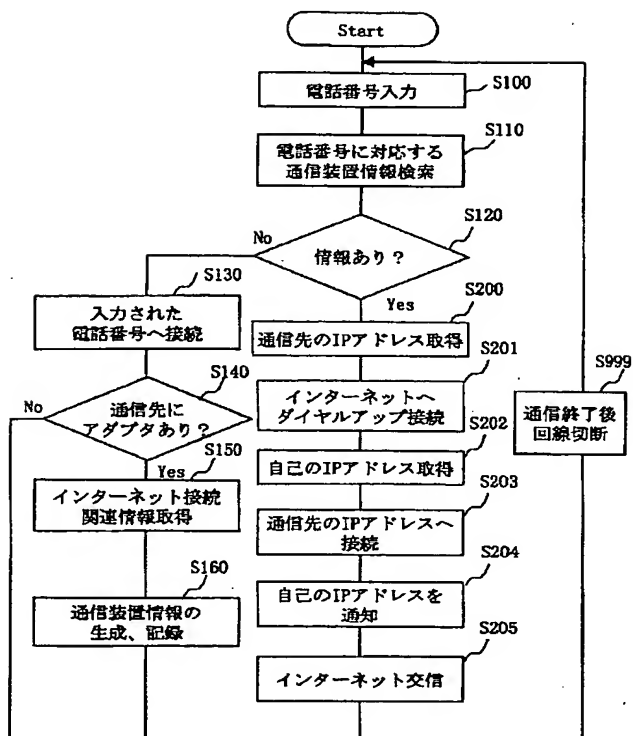 Start
電話番号入力
S100
電話番号に対応する
通信装置情報検索
S110
情報あり?
S120
No
Yes
入力された
電話番号へ接続
S130
通信先に
アダプタあり?
S140
No
Yes
インターネット接続
関連情報取得
S150
通信装置情報の
生成、記録
S160
通信先のIPアドレス取得
S200
インターネットへ
ダイヤルアップ接続
S201
自己のIPアドレス取得
S202
通信先のIPアドレスへ
接続
S203
自己のIPアドレスを
通知
S204
インターネット交信
S205
通信終了後
回線切断
S999